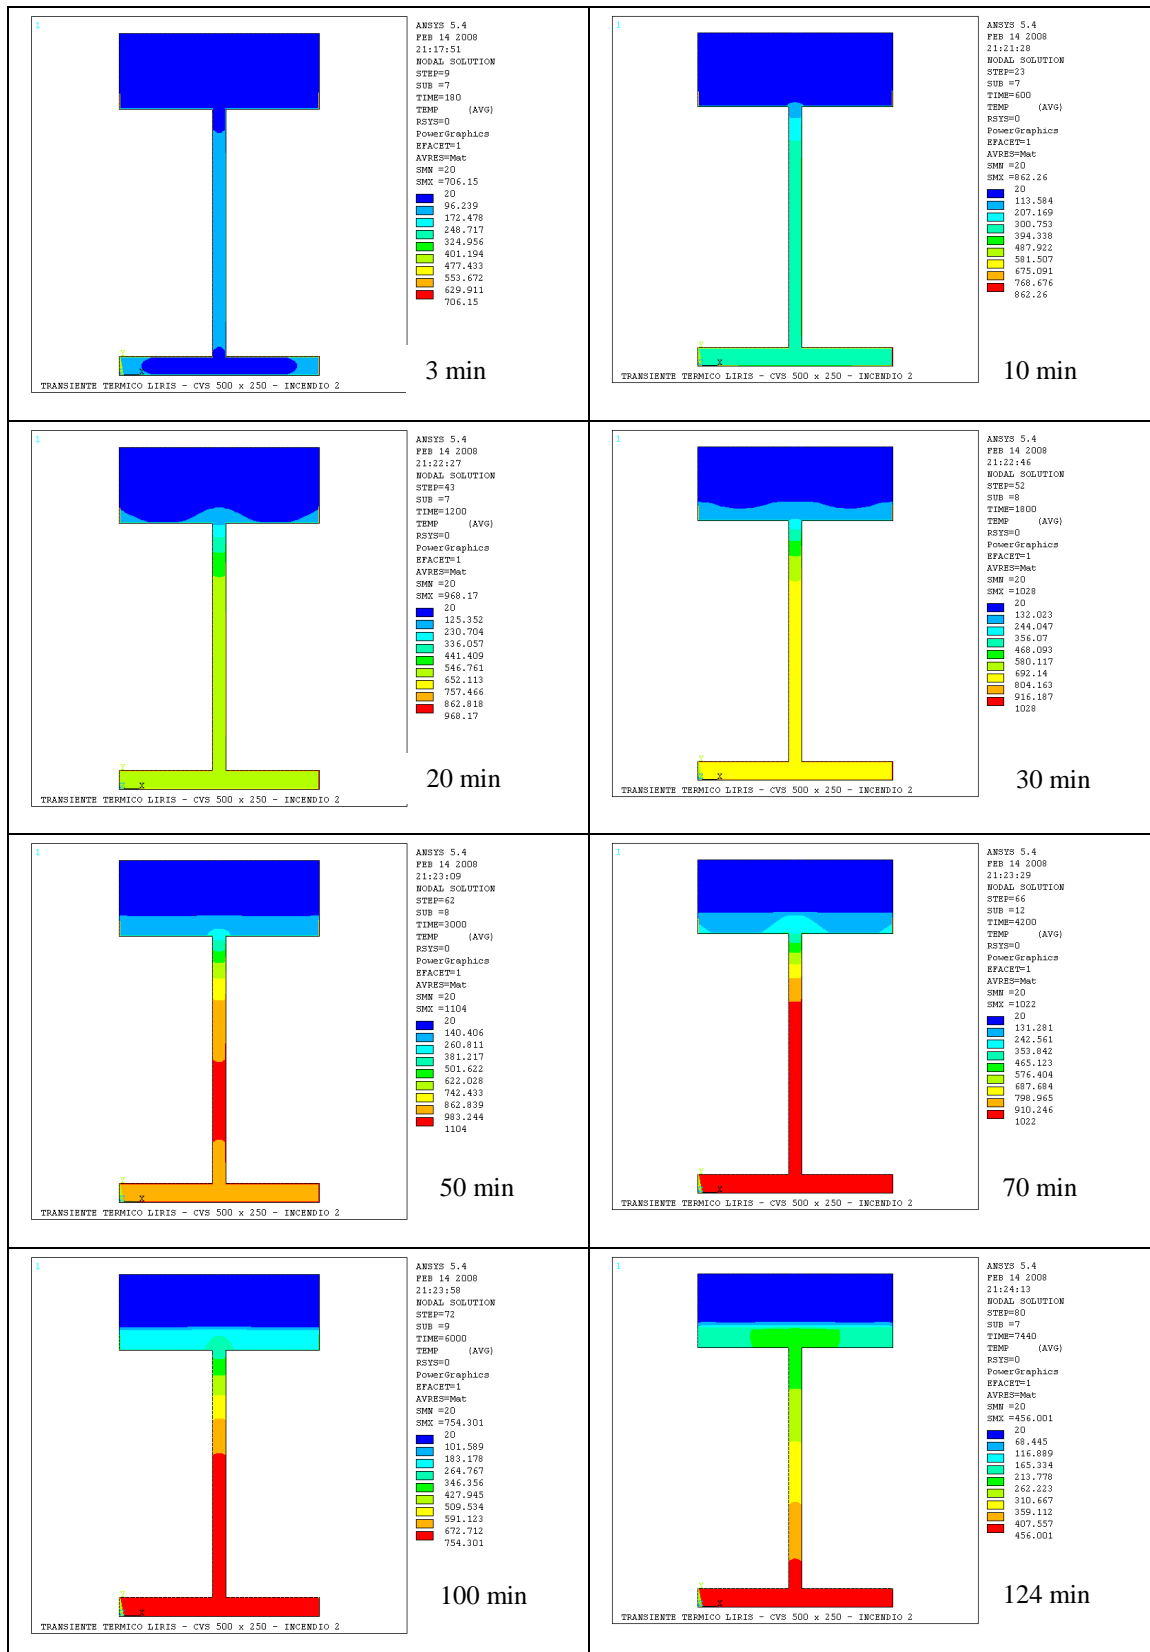 1
ANSYS 5.4
FEB 14 2008
21:17:51
NODAL SOLUTION
STEP=9
SUB =7
TIME=180
TEMP (AVG)
RSYS=0
PowerGraphics
EFACET=1
AVRES=Mat
SMN =20
SMX =706.15
20
96.239
172.478
248.717
324.956
401.194
477.433
553.672
629.911
706.15
Y
X
3 min
TRANSIENTE TERMICO LIRIS - CVS 500 x 250 - INCENDIO 2
1
ANSYS 5.4
FEB 14 2008
21:21:28
NODAL SOLUTION
STEP=23
SUB =7
TIME=600
TEMP (AVG)
RSYS=0
PowerGraphics
EFACET=1
AVRES=Mat
SMN =20
SMX =862.26
20
113.584
207.169
300.753
394.338
487.922
581.507
675.091
768.676
862.26
Y
X
10 min
TRANSIENTE TERMICO LIRIS - CVS 500 x 250 - INCENDIO 2
1
ANSYS 5.4
FEB 14 2008
21:22:27
NODAL SOLUTION
STEP=43
SUB =7
TIME=1200
TEMP (AVG)
RSYS=0
PowerGraphics
EFACET=1
AVRES=Mat
SMN =20
SMX =968.17
20
125.352
230.704
336.057
441.409
546.761
652.113
757.466
862.818
968.17
Y
X
20 min
TRANSIENTE TERMICO LIRIS - CVS 500 x 250 - INCENDIO 2
1
ANSYS 5.4
FEB 14 2008
21:22:46
NODAL SOLUTION
STEP=52
SUB =8
TIME=1800
TEMP (AVG)
RSYS=0
PowerGraphics
EFACET=1
AVRES=Mat
SMN =20
SMX =1028
20
132.023
244.047
356.07
468.093
580.117
692.14
804.163
916.187
1028
Y
X
30 min
TRANSIENTE TERMICO LIRIS - CVS 500 x 250 - INCENDIO 2
1
ANSYS 5.4
FEB 14 2008
21:23:09
NODAL SOLUTION
STEP=62
SUB =8
TIME=3000
TEMP (AVG)
RSYS=0
PowerGraphics
EFACET=1
AVRES=Mat
SMN =20
SMX =1104
20
140.406
260.811
381.217
501.622
622.028
742.433
862.839
983.244
1104
Y
X
50 min
TRANSIENTE TERMICO LIRIS - CVS 500 x 250 - INCENDIO 2
1
ANSYS 5.4
FEB 14 2008
21:23:29
NODAL SOLUTION
STEP=66
SUB =12
TIME=4200
TEMP (AVG)
RSYS=0
PowerGraphics
EFACET=1
AVRES=Mat
SMN =20
SMX =1022
20
131.281
242.561
353.842
465.123
576.404
687.684
798.965
910.246
1022
Y
X
70 min
TRANSIENTE TERMICO LIRIS - CVS 500 x 250 - INCENDIO 2
1
ANSYS 5.4
FEB 14 2008
21:23:58
NODAL SOLUTION
STEP=72
SUB =9
TIME=6000
TEMP (AVG)
RSYS=0
PowerGraphics
EFACET=1
AVRES=Mat
SMN =20
SMX =754.301
20
101.589
183.178
264.767
346.356
427.945
509.534
591.123
672.712
754.301
Y
X
100 min
TRANSIENTE TERMICO LIRIS - CVS 500 x 250 - INCENDIO 2
1
ANSYS 5.4
FEB 14 2008
21:24:13
NODAL SOLUTION
STEP=80
SUB =7
TIME=7440
TEMP (AVG)
RSYS=0
PowerGraphics
EFACET=1
AVRES=Mat
SMN =20
SMX =456.001
20
68.445
116.889
165.334
213.778
262.223
310.667
359.112
407.557
456.001
Y
X
124 min
TRANSIENTE TERMICO LIRIS - CVS 500 x 250 - INCENDIO 2